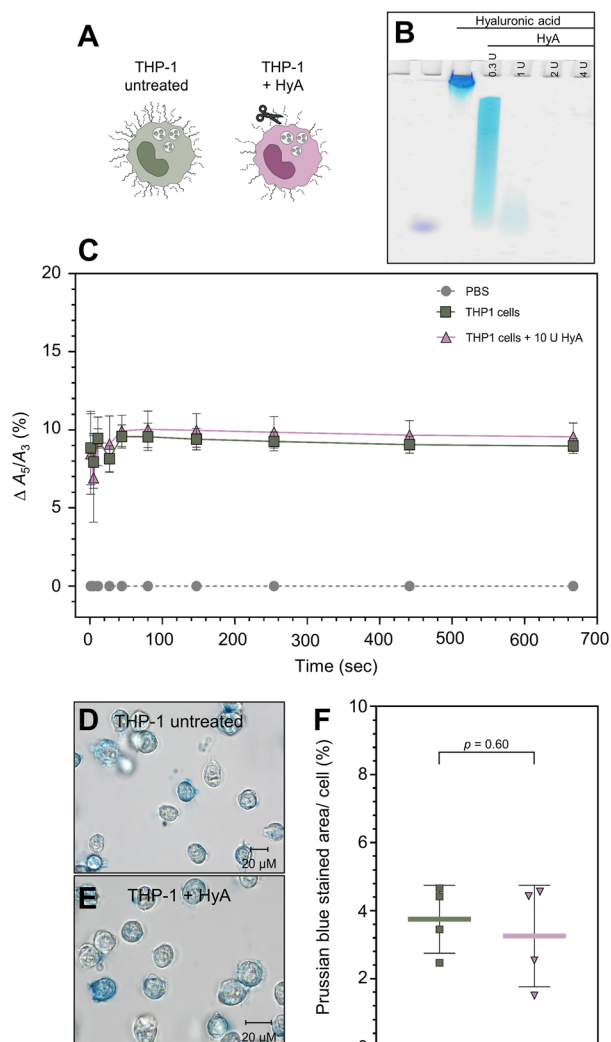 A
THP-1
untreated
THP-1
+ HyA
B
Hyaluronic acid
HyA
0.3 U
1 U
2 U
4 U
C
20
15
10
5
0
Δ A5/A3 (%)
PBS
THP1 cells
THP1 cells + 10 U HyA
0
100
200
300
400
500
600
700
Time (sec)
D
THP-1 untreated
20 µM
E
THP-1 + HyA
20 µM
F
10
8
6
4
2
Prussian blue stained area/ cell (%)
p = 0.60